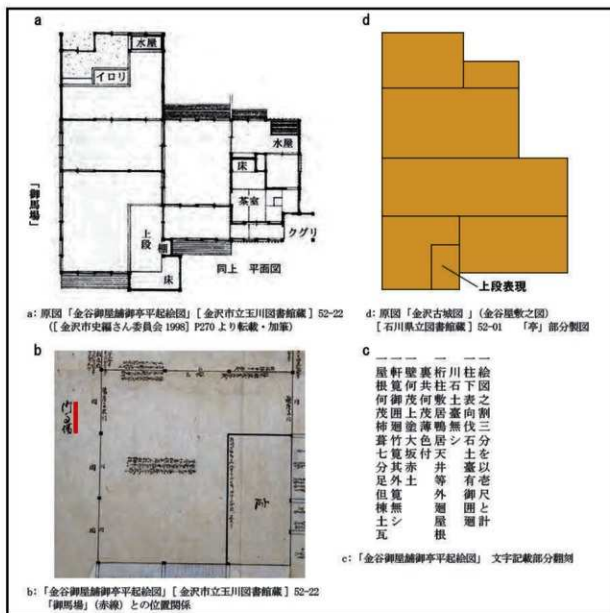 a
水屋
イロリ
水屋
床
茶室
「御馬場」
上段
棚
床
クグリ
同上 平面図
a: 原図「金谷御屋舗御亭平起絵図」[ 金沢市立玉川図書館蔵 ] 52-22
([ 金沢市史編さん委員会 1998] P270 より転載・加筆)
d
上段表現
d: 原図「金沢古城図 」(金谷屋敷之図)
[ 石川県立図書館蔵 ] 52-01 「亭」部分製図
b
b: 「金谷御屋舗御亭平起絵図」[ 金沢市立玉川図書館蔵 ] 52-22
「御馬場」(赤線) との位置関係
c
一絵図之割三分を以壱尺と計
一柱下表向伐石土臺有御囲廻
川石土臺無シ
一桁柱敷居鴨居天井等外廻屋根
裏共何茂薄色付
一壁何茂上塗大坂赤土
一軒筧御囲廻竹筧其外筧無シ
一屋根何茂柿葺七分足但棟土瓦
c: 「金谷御屋舗御亭平起絵図」 文字記載部分翻刻